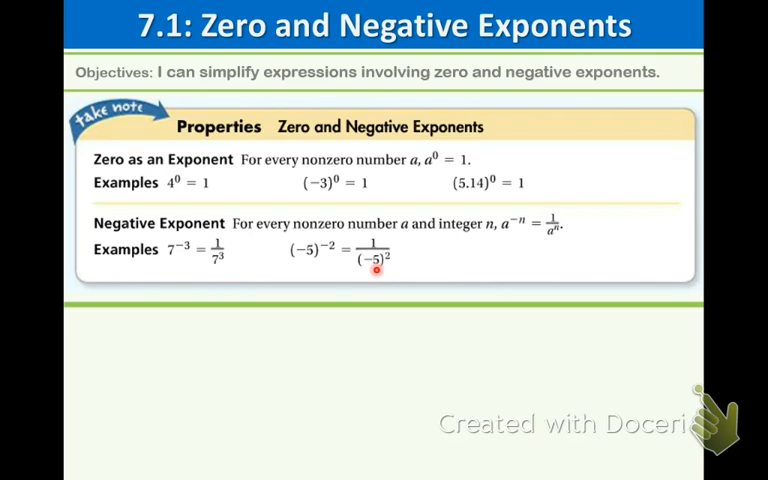 7.1: Zero and Negative Exponents
Objectives: I can simplify expressions involving zero and negative exponents.
take note
Properties Zero and Negative Exponents
Zero as an Exponent For every nonzero number a, a⁰ = 1.
Examples 4⁰ = 1 (−3)⁰ = 1 (5.14)⁰ = 1
Negative Exponent For every nonzero number a and integer n, a⁻ⁿ = 1/aⁿ.
Examples 7⁻³ = 1/7³ (−5)⁻² = 1/(−5)²
Created with Doceri